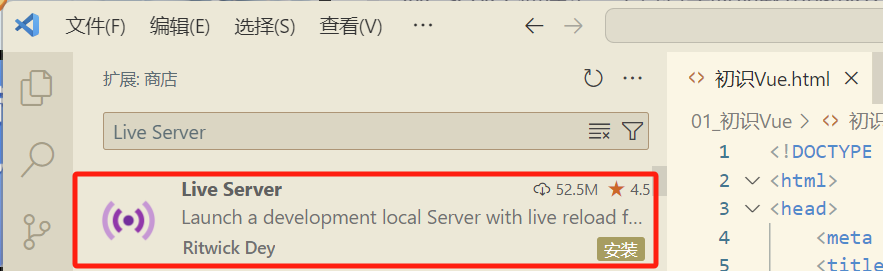 文件(F) 编辑(E) 选择(S) 查看(V) ···
扩展: 商店 ···
初识Vue.html
Live Server
01_初识Vue > 初识
1 <!DOCTYPE
Live Server 52.5M 4.5
2 <html>
Launch a development local Server with live reload f...
3 <head>
Ritwick Dey 安装
4 <meta
5 <title